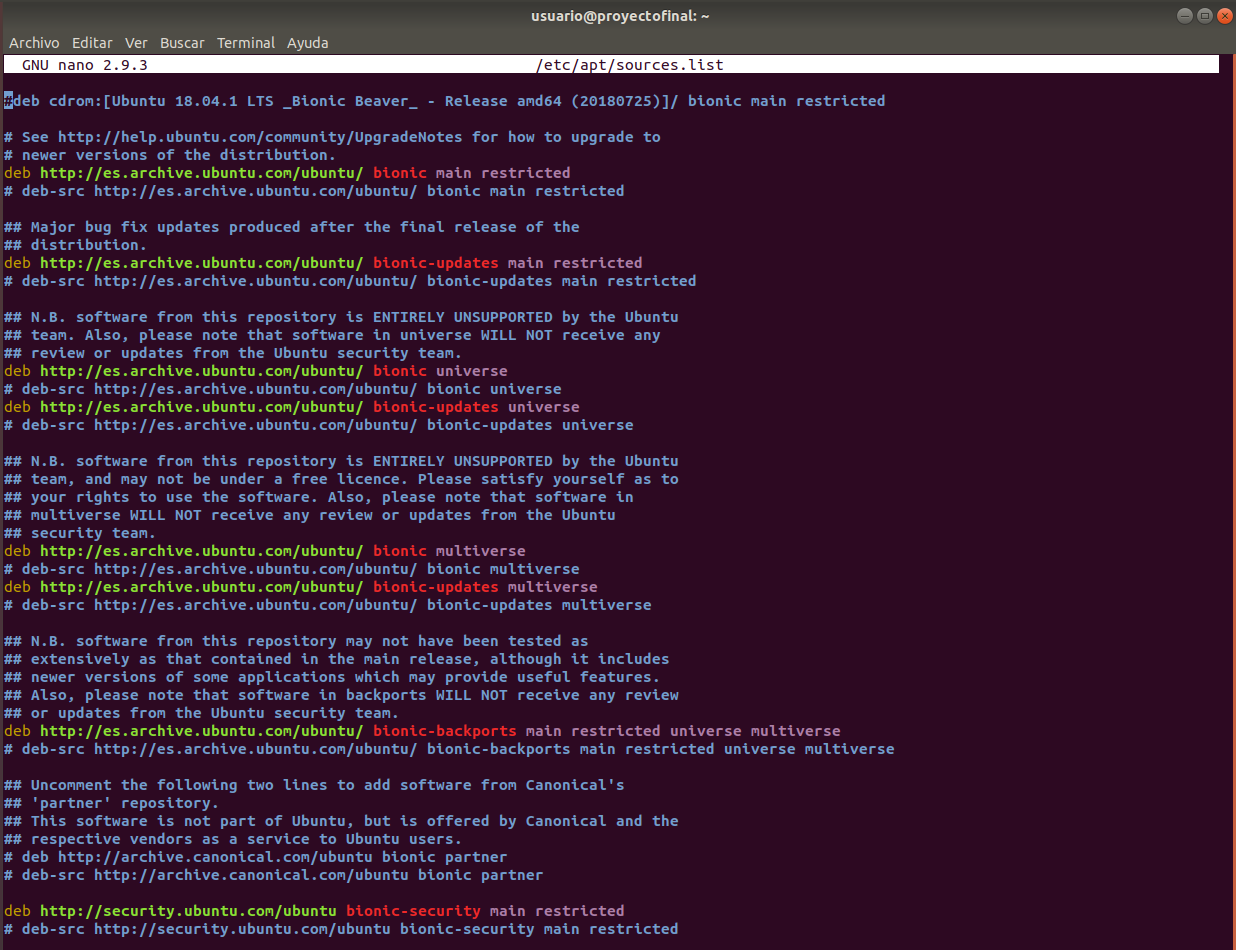 usuario@proyectofinal: ~
Archivo Editar Ver Buscar Terminal Ayuda
GNU nano 2.9.3 /etc/apt/sources.list
#deb cdrom:[Ubuntu 18.04.1 LTS _Bionic Beaver_ - Release amd64 (20180725)]/ bionic main restricted
# See http://help.ubuntu.com/community/UpgradeNotes for how to upgrade to
# newer versions of the distribution.
deb http://es.archive.ubuntu.com/ubuntu/ bionic main restricted
# deb-src http://es.archive.ubuntu.com/ubuntu/ bionic main restricted
## Major bug fix updates produced after the final release of the
## distribution.
deb http://es.archive.ubuntu.com/ubuntu/ bionic-updates main restricted
# deb-src http://es.archive.ubuntu.com/ubuntu/ bionic-updates main restricted
## N.B. software from this repository is ENTIRELY UNSUPPORTED by the Ubuntu
## team. Also, please note that software in universe WILL NOT receive any
## review or updates from the Ubuntu security team.
deb http://es.archive.ubuntu.com/ubuntu/ bionic universe
# deb-src http://es.archive.ubuntu.com/ubuntu/ bionic universe
deb http://es.archive.ubuntu.com/ubuntu/ bionic-updates universe
# deb-src http://es.archive.ubuntu.com/ubuntu/ bionic-updates universe
## N.B. software from this repository is ENTIRELY UNSUPPORTED by the Ubuntu
## team, and may not be under a free licence. Please satisfy yourself as to
## your rights to use the software. Also, please note that software in
## multiverse WILL NOT receive any review or updates from the Ubuntu
## security team.
deb http://es.archive.ubuntu.com/ubuntu/ bionic multiverse
# deb-src http://es.archive.ubuntu.com/ubuntu/ bionic multiverse
deb http://es.archive.ubuntu.com/ubuntu/ bionic-updates multiverse
# deb-src http://es.archive.ubuntu.com/ubuntu/ bionic-updates multiverse
## N.B. software from this repository may not have been tested as
## extensively as that contained in the main release, although it includes
## newer versions of some applications which may provide useful features.
## Also, please note that software in backports WILL NOT receive any review
## or updates from the Ubuntu security team.
deb http://es.archive.ubuntu.com/ubuntu/ bionic-backports main restricted universe multiverse
# deb-src http://es.archive.ubuntu.com/ubuntu/ bionic-backports main restricted universe multiverse
## Uncomment the following two lines to add software from Canonical's
## 'partner' repository.
## This software is not part of Ubuntu, but is offered by Canonical and the
## respective vendors as a service to Ubuntu users.
# deb http://archive.canonical.com/ubuntu bionic partner
# deb-src http://archive.canonical.com/ubuntu bionic partner
deb http://security.ubuntu.com/ubuntu bionic-security main restricted
# deb-src http://security.ubuntu.com/ubuntu bionic-security main restricted